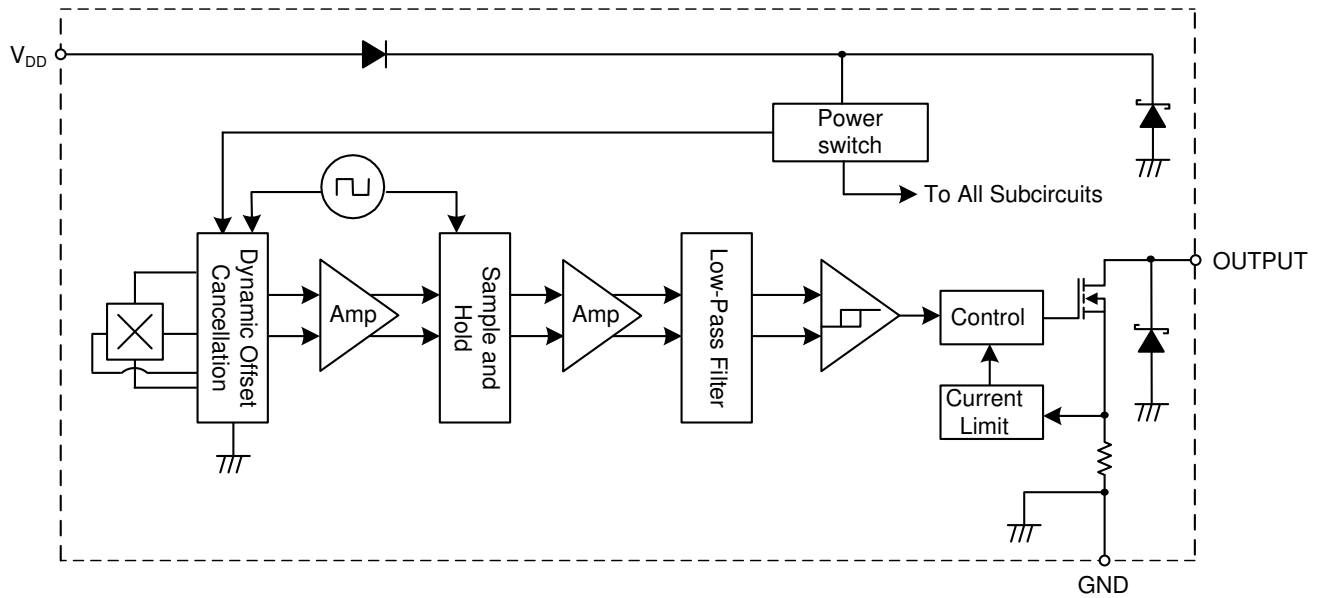 V_DD
Power
switch
To All Subcircuits
Dynamic Offset
Cancellation
Amp
Sample and
Hold
Amp
Low-Pass Filter
Control
Current
Limit
OUTPUT
GND